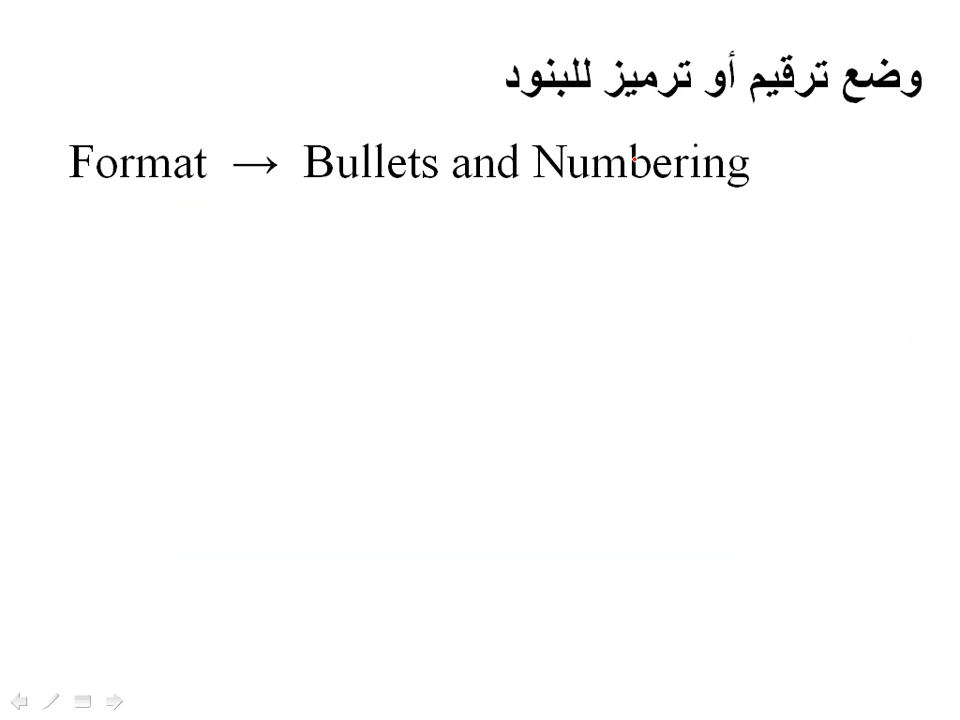 وضع ترقيم أو ترميز للبنود
Format → Bullets and Numbering